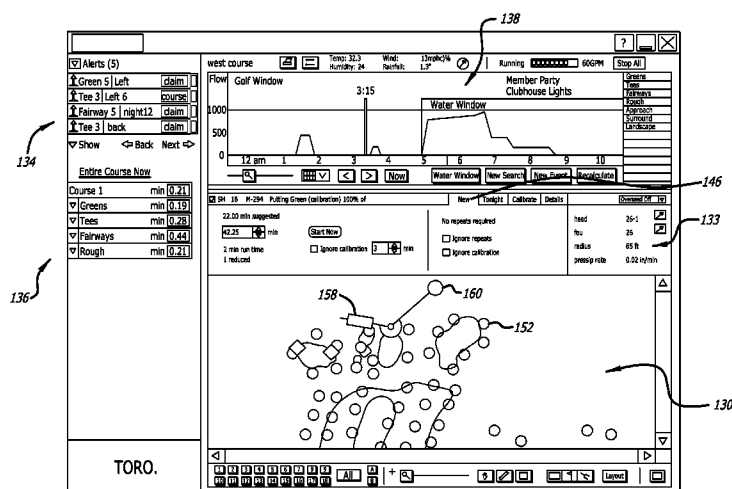 138
?
Alerts (5)
Green 5 Left claim
Tee 3 Left 6 course
Fairway 5 night12 claim
Tee 3 back claim
Show Back Next
134
Entire Course Now
Course 1 min 0.21
Greens min 0.19
Tees min 0.28
Fairways min 0.44
Rough min 0.21
136
TORO.
west course
Temp: 32.3
Humidity: 24
Wind:
Rainfall: 1.3"
Running 60GPM Stop All
Flow
Golf Window
3:15
Member Party
Clubhouse Lights
Water Window
1000
500
0
12 am 1 2 3 4 5 6 7 8 9 10
Greens
Tees
Fairways
Rough
Approach
Surround
Landscape
< > Now
Water Window New Search New Event Recalculate
146
SH 16 M-294 Putting Green (calibration) 100% of
New Tonight Calibrate Details
22.00 min suggested
42.25 min Start Now
2 min run time
1 reduced
Ignore calibration 3 min
No repeats required
Ignore repeats
Ignore calibration
head 26-1
radius 65 ft
0.02 in/min
133
158
160
152
130
All
+
Layout